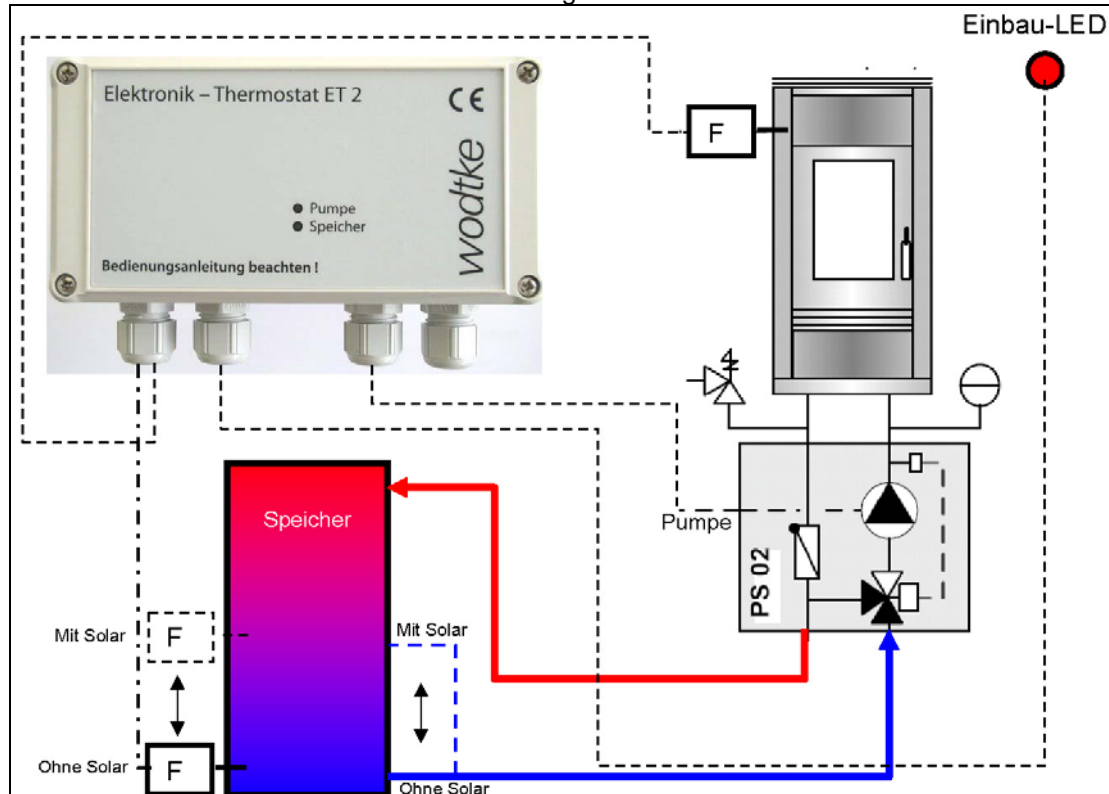 Einbau-LED
Elektronik – Thermostat ET 2
CE
wodtke
Pumpe
Speicher
Bedienungsanleitung beachten !
F
Speicher
Pumpe
PS 02
Mit Solar
F
Mit Solar
Ohne Solar
F
Ohne Solar